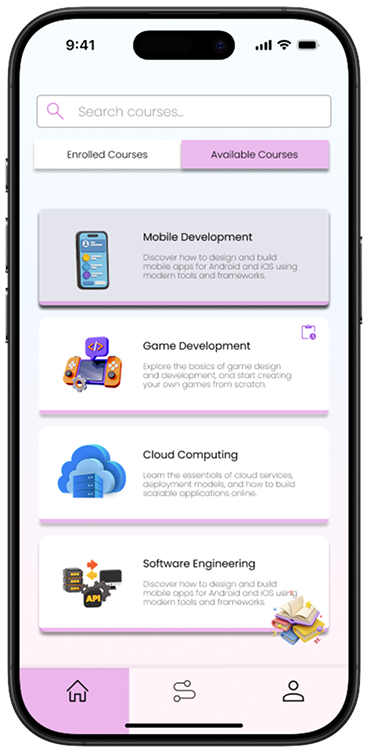 9:41
Search courses...
Enrolled Courses
Available Courses
Mobile Development
Discover how to design and build
mobile apps for Android and iOS using
modern tools and frameworks.
Game Development
Explore the basics of game design
and development, and start creating
your own games from scratch.
Cloud Computing
Learn the essentials of cloud services,
deployment models, and how to build
scalable applications online.
Software Engineering
API
Discover how to design and build
mobile apps for Android and iOS using
modern tools and frameworks.